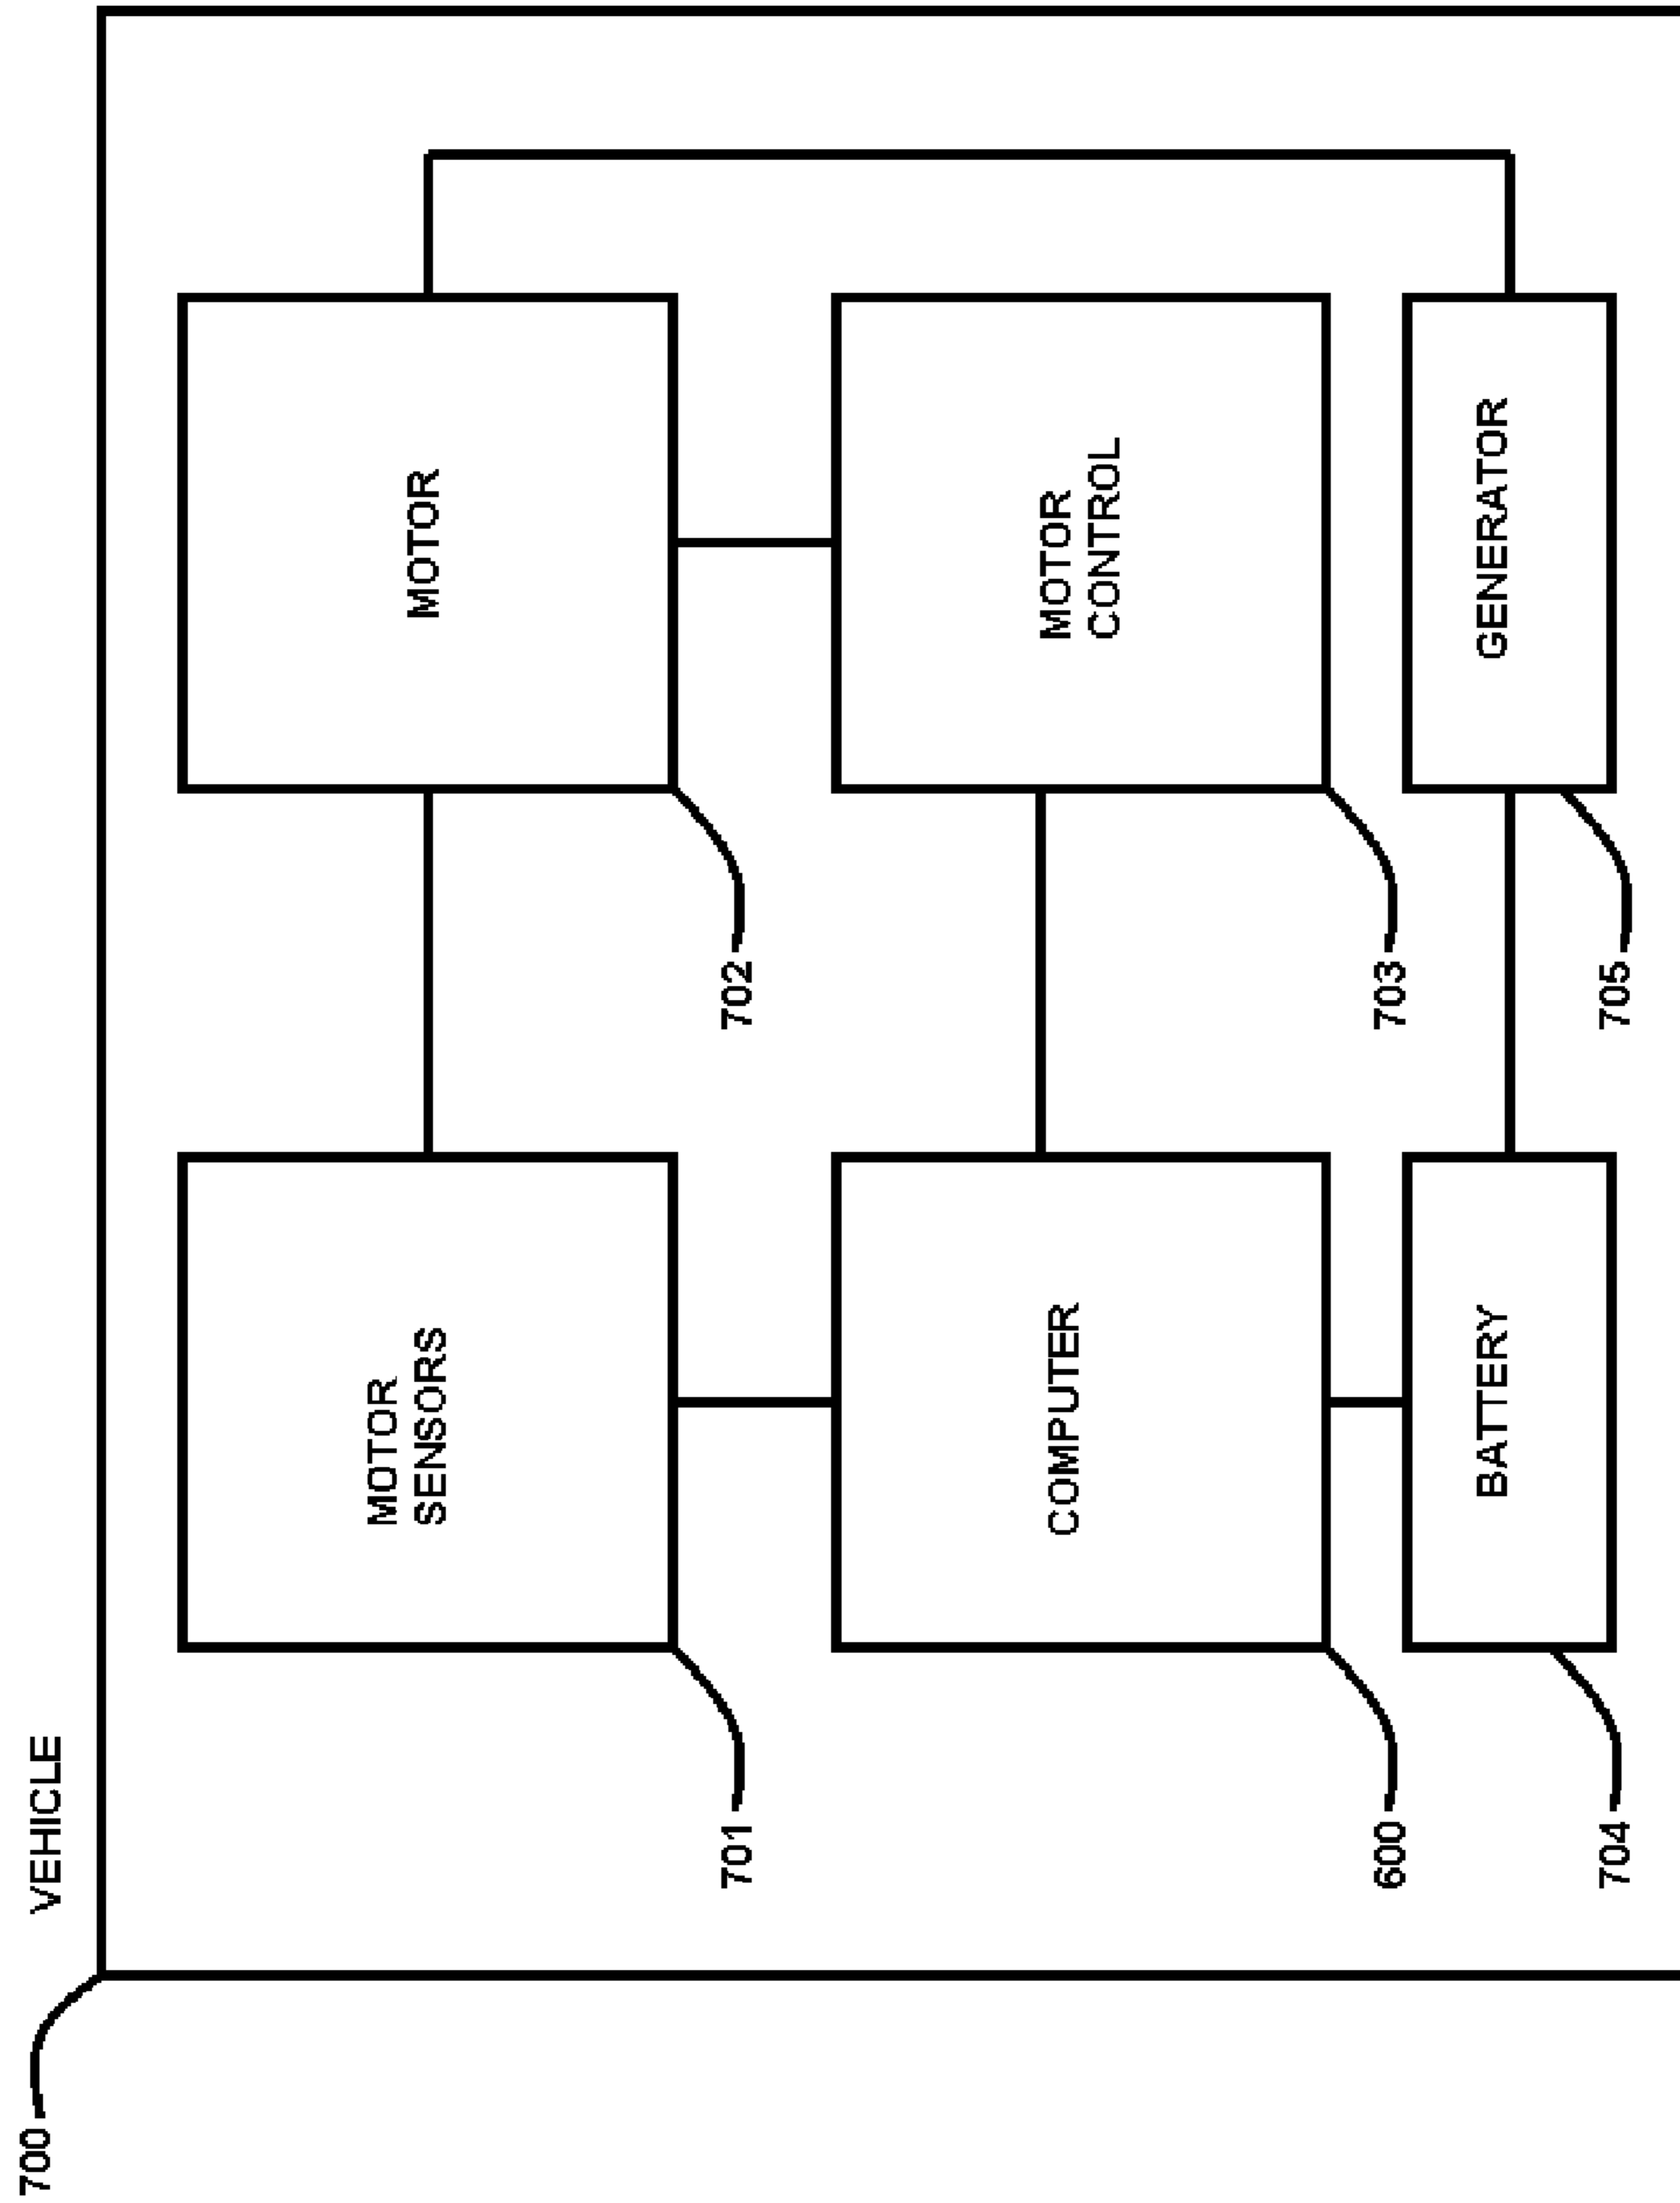 700
VEHICLE
MOTOR
SENSORS
701
MOTOR
702
COMPUTER
600
MOTOR
CONTROL
703
BATTERY
704
GENERATOR
705